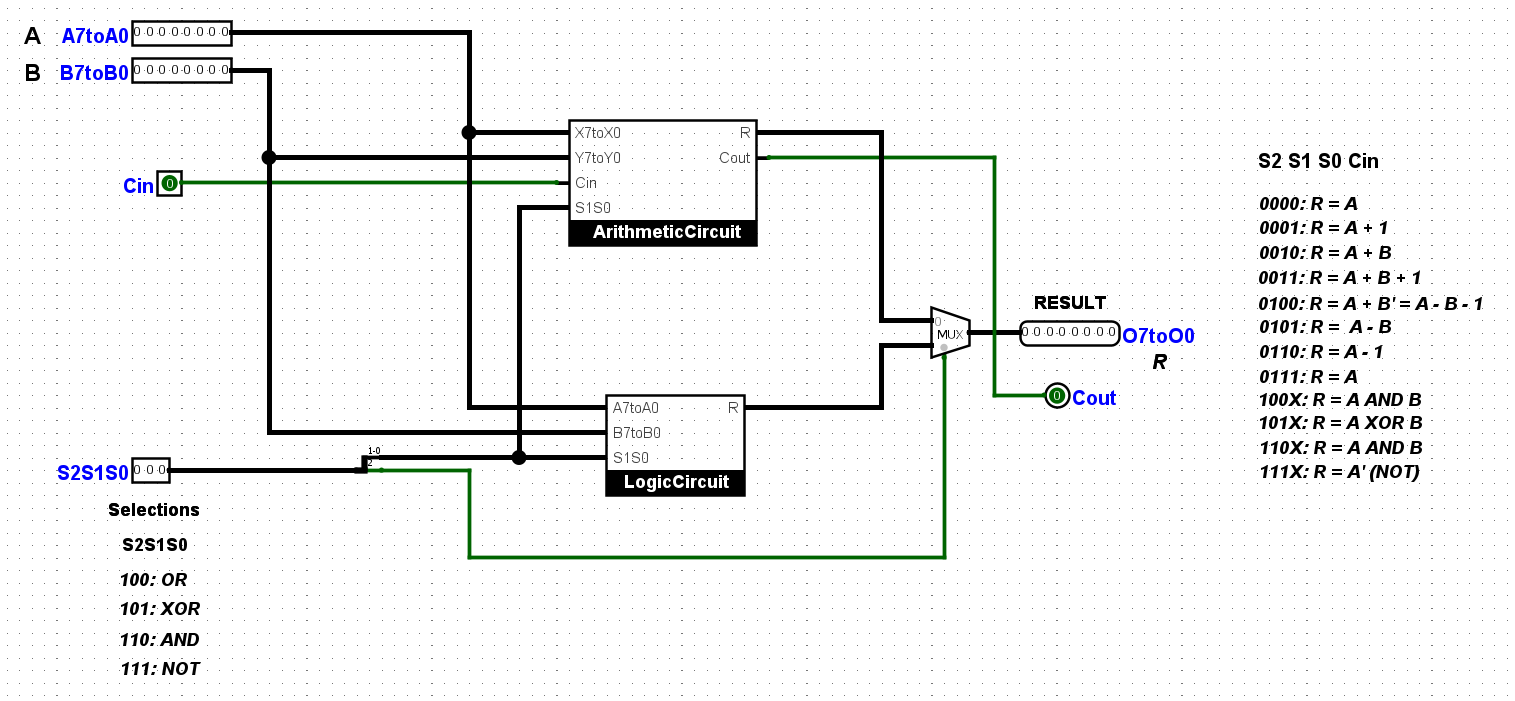 A A7toA0 0 0 0 0 0 0 0 0
B B7toB0 0 0 0 0 0 0 0 0
Cin 0
X7toX0 R
Y7toY0 Cout
Cin
S1S0
ArithmeticCircuit
0
MUX
RESULT
0 0 0 0 0 0 0 0 O7toO0
R
0 Cout
A7toA0 R
B7toB0
S1S0
LogicCircuit
S2S1S0 0 0 0
1-0
2
Selections
S2S1S0
100: OR
101: XOR
110: AND
111: NOT
S2 S1 S0 Cin
0000: R = A
0001: R = A + 1
0010: R = A + B
0011: R = A + B + 1
0100: R = A + B' = A - B - 1
0101: R = A - B
0110: R = A - 1
0111: R = A
100X: R = A AND B
101X: R = A XOR B
110X: R = A AND B
111X: R = A' (NOT)